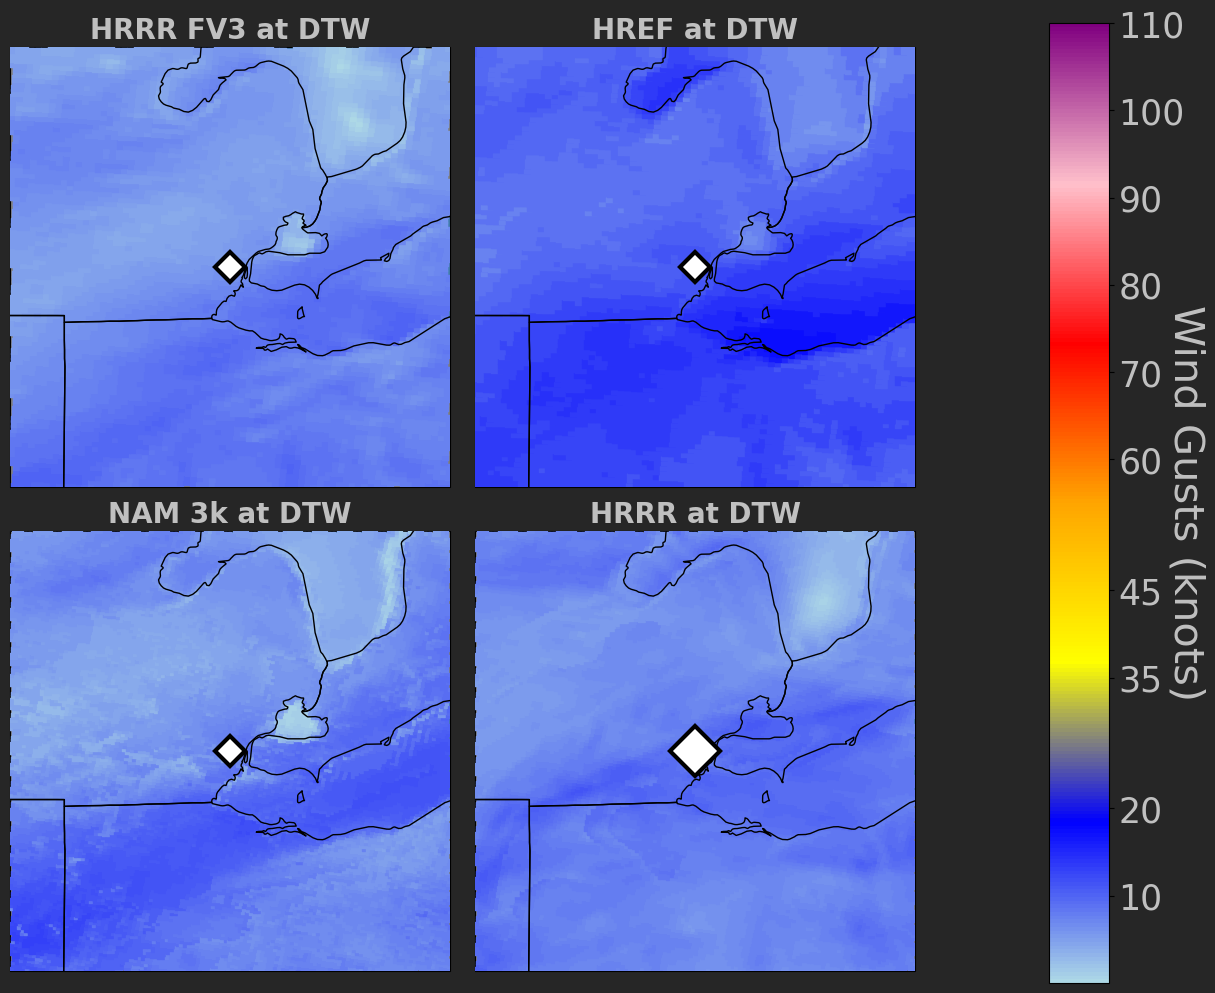 HRRR FV3 at DTW
HREF at DTW
NAM 3k at DTW
HRRR at DTW
110
100
90
80
70
60
45
35
20
10
Wind Gusts (knots)